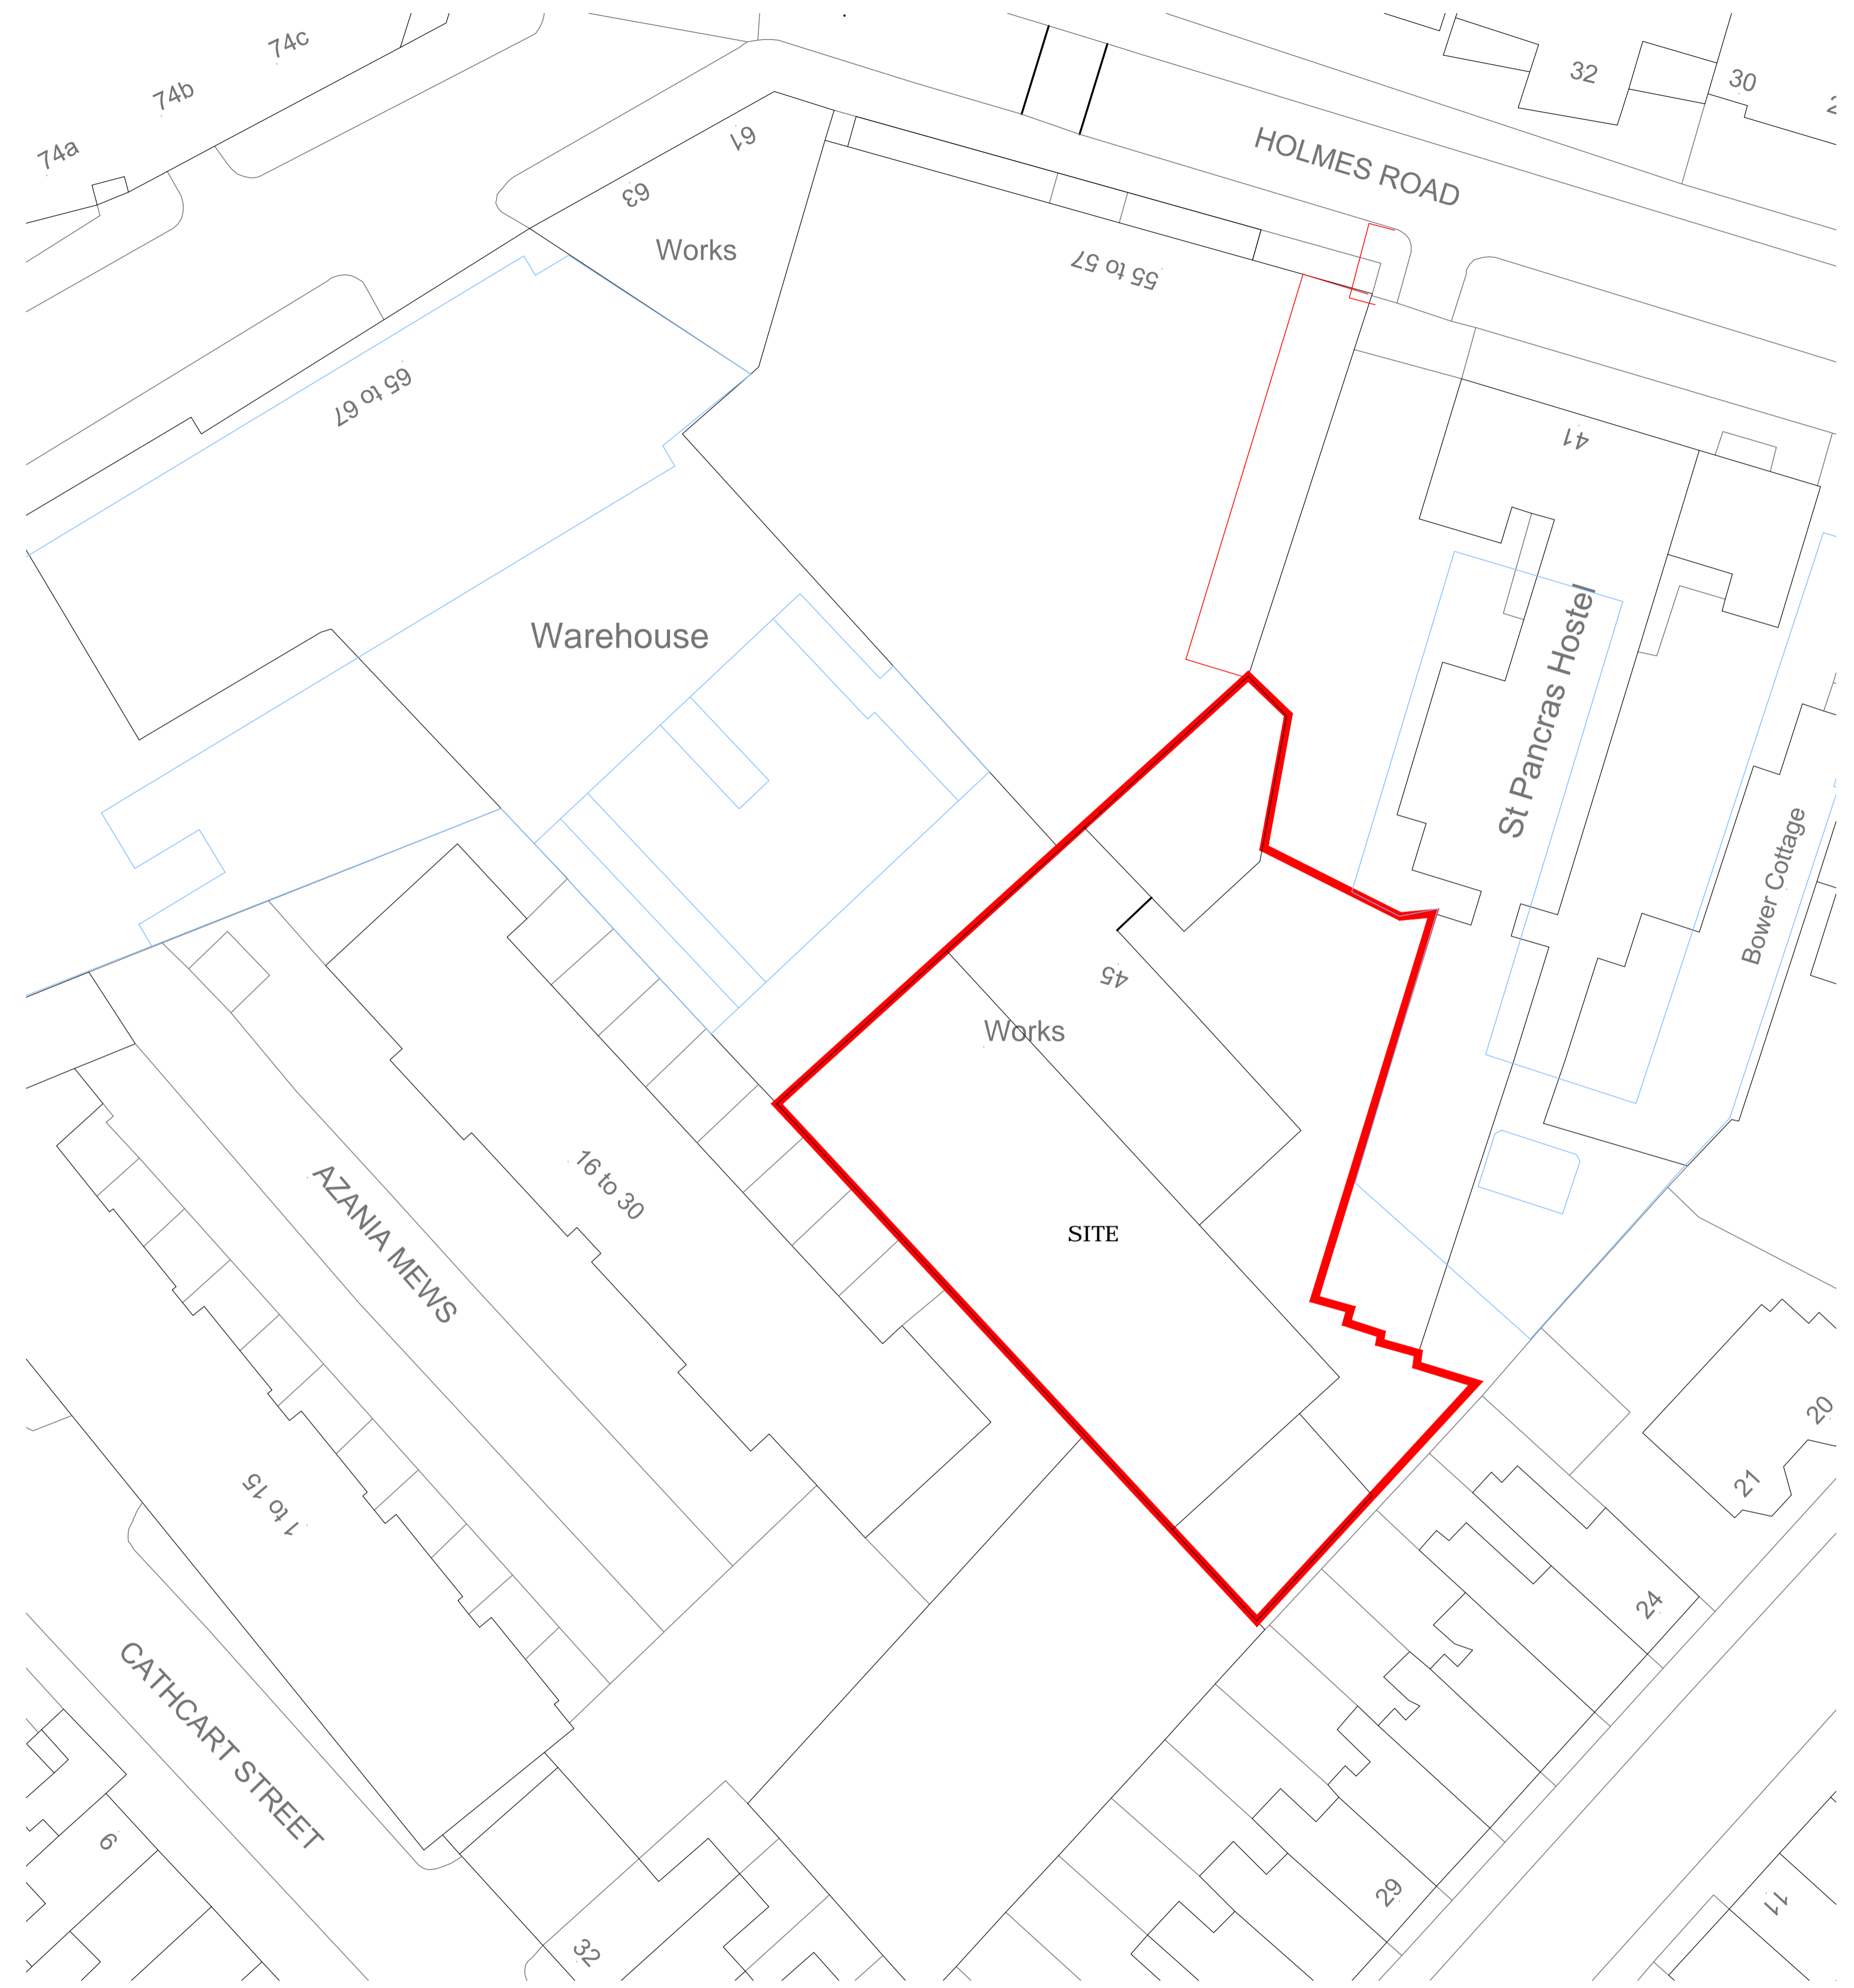 74c
74b
74a
32
30
HOLMES ROAD
61
63
Works
55 to 57
65 to 67
41
Warehouse
St Pancras Hostel
Bower Cottage
45
Works
16 to 30
AZANIA MEWS
SITE
20
21
1 to 15
24
CATHCART STREET
6
29
11
32